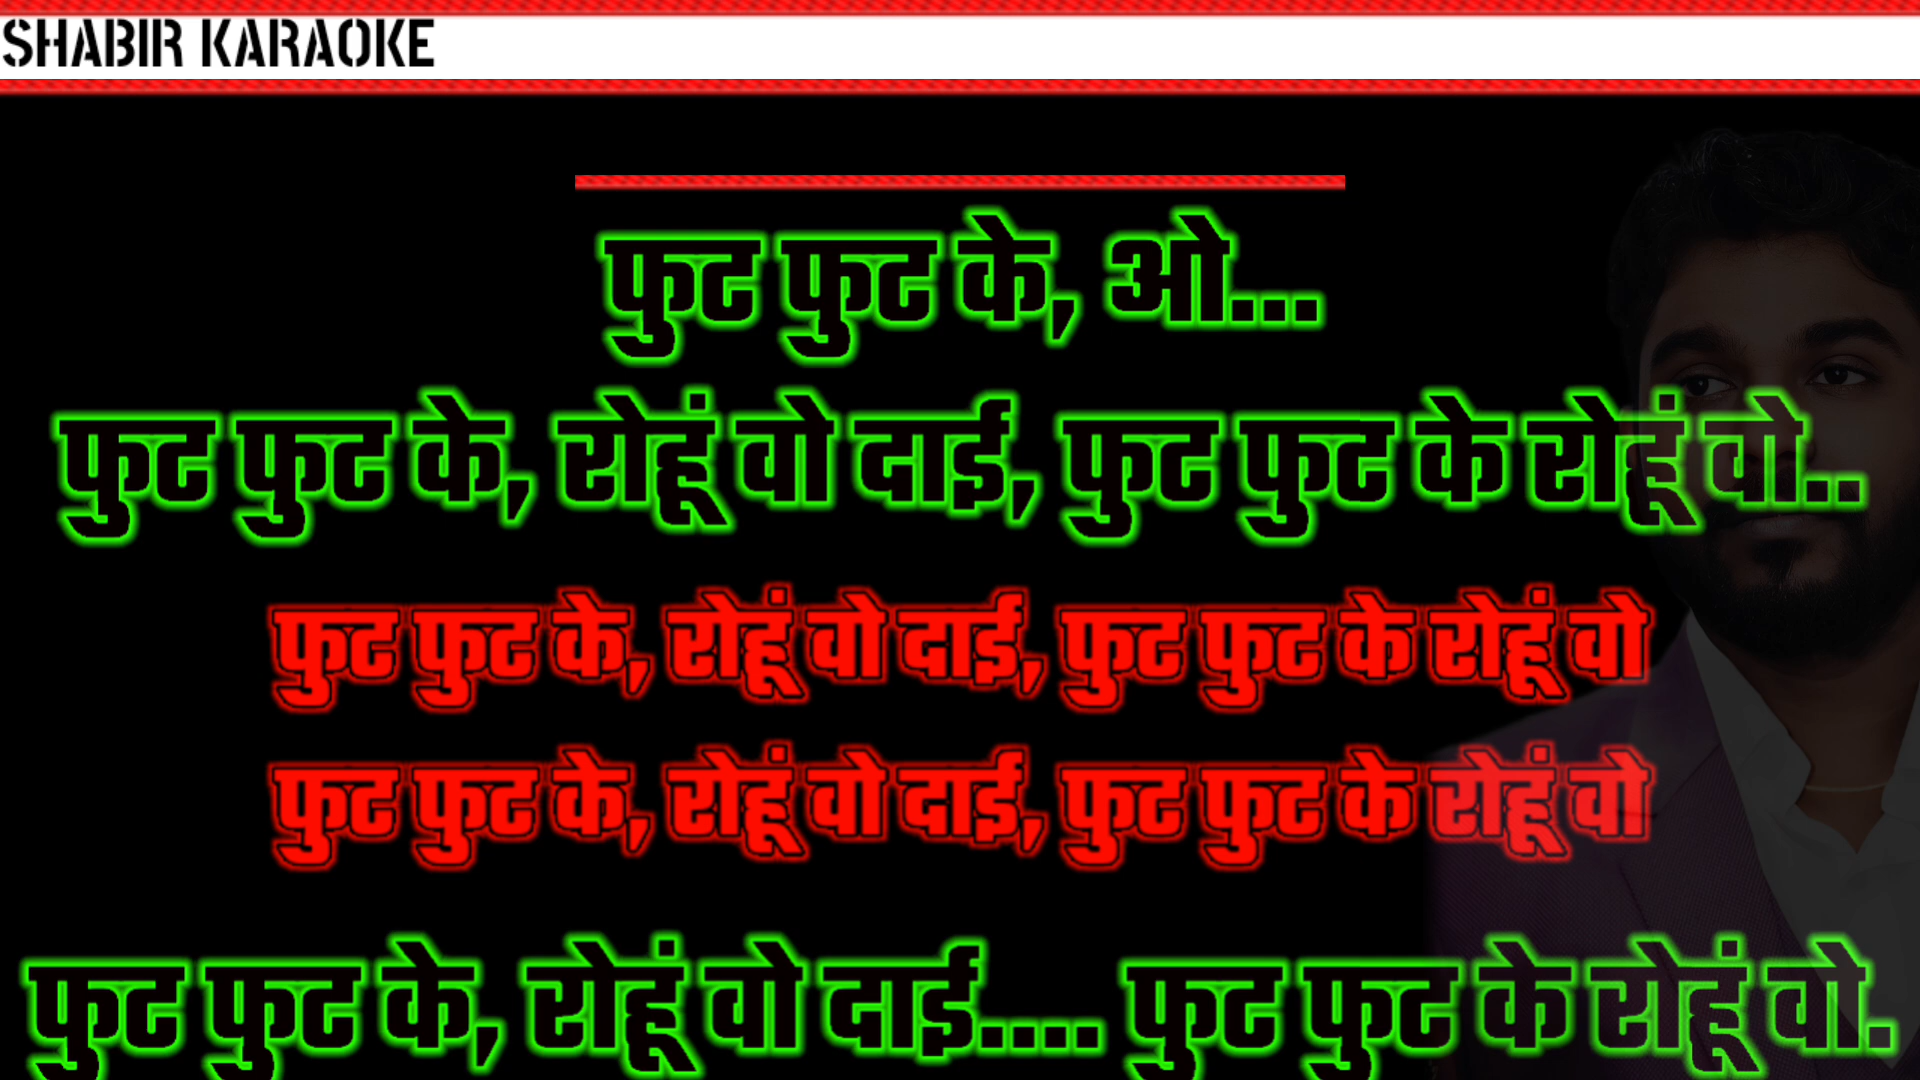 SHABIR KARAOKE
फुट फुट के, ओ...
फुट फुट के, रोहूं वो दाई, फुट फुट के रोहूं वो..
फुट फुट के, रोहूं वो दाई, फुट फुट के रोहूं वो
फुट फुट के, रोहूं वो दाई, फुट फुट के रोहूं वो
फुट फुट के, रोहूं वो दाई.... फुट फुट के रोहूं वो.